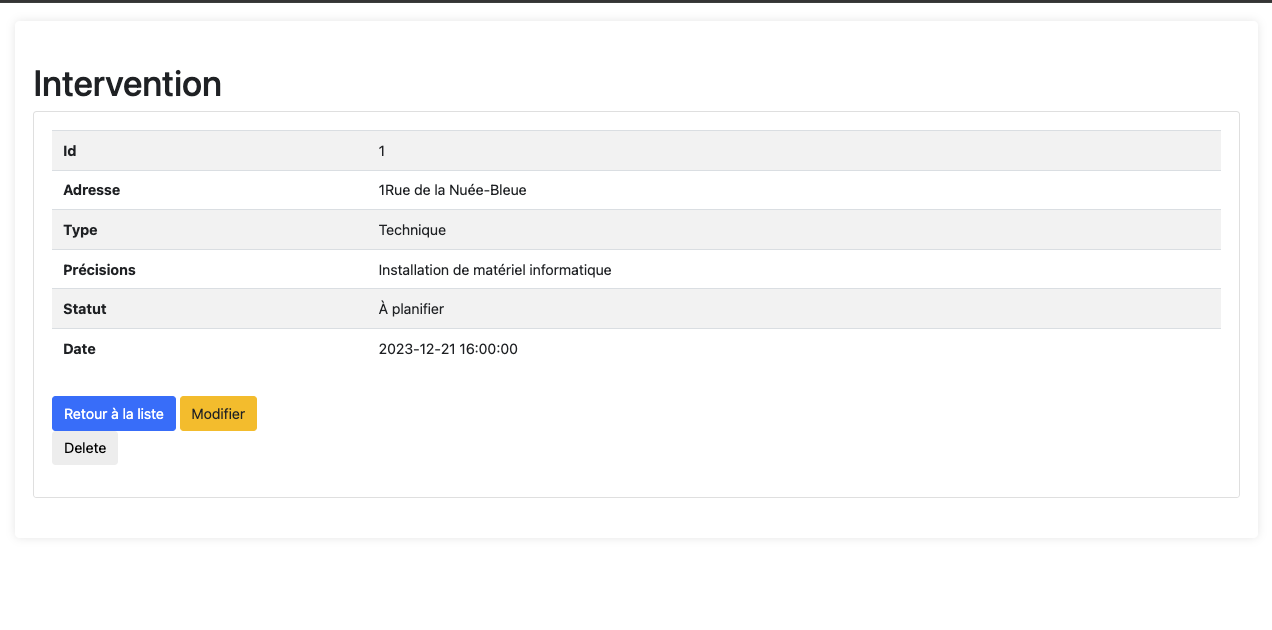 Intervention
Id 1
Adresse 1Rue de la Nuée-Bleue
Type Technique
Précisions Installation de matériel informatique
Statut À planifier
Date 2023-12-21 16:00:00
Retour à la liste Modifier
Delete